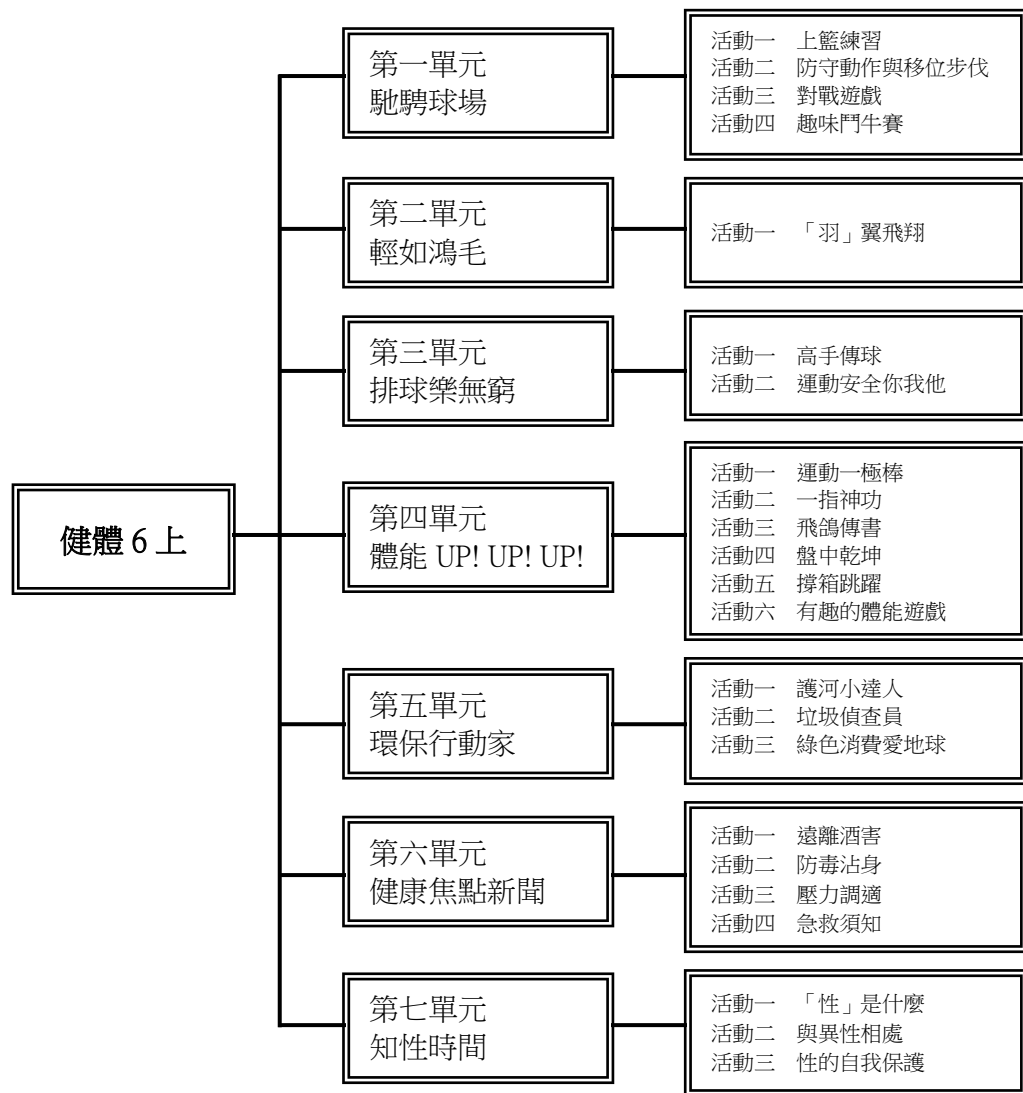 健體 6 上
第一單元
馳騁球場
活動一 上籃練習
活動二 防守動作與移位步伐
活動三 對戰遊戲
活動四 趣味鬥牛賽
第二單元
輕如鴻毛
活動一 「羽」翼飛翔
第三單元
排球樂無窮
活動一 高手傳球
活動二 運動安全你我他
第四單元
體能 UP! UP! UP!
活動一 運動一極棒
活動二 一指神功
活動三 飛鴿傳書
活動四 盤中乾坤
活動五 撐箱跳躍
活動六 有趣的體能遊戲
第五單元
環保行動家
活動一 護河小達人
活動二 垃圾偵查員
活動三 綠色消費愛地球
第六單元
健康焦點新聞
活動一 遠離酒害
活動二 防毒沾身
活動三 壓力調適
活動四 急救須知
第七單元
知性時間
活動一 「性」是什麼
活動二 與異性相處
活動三 性的自我保護